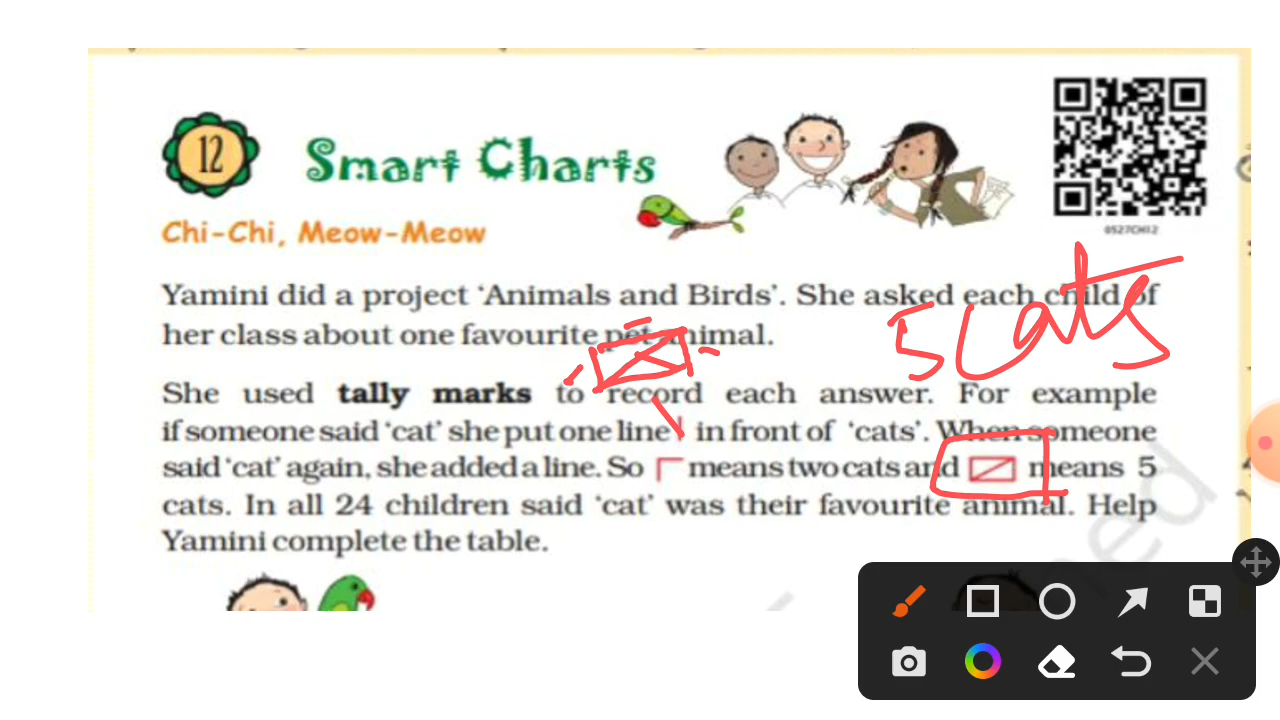 12
Smart Charts
0527CH12
Chi-Chi, Meow-Meow
Yamini did a project ‘Animals and Birds’. She asked each child of
her class about one favourite pet animal.
5 cats
She used tally marks to record each answer. For example
if someone said ‘cat’ she put one line in front of ‘cats’. When someone
said ‘cat’ again, she added a line. So means two cats and means 5
cats. In all 24 children said ‘cat’ was their favourite animal. Help
Yamini complete the table.